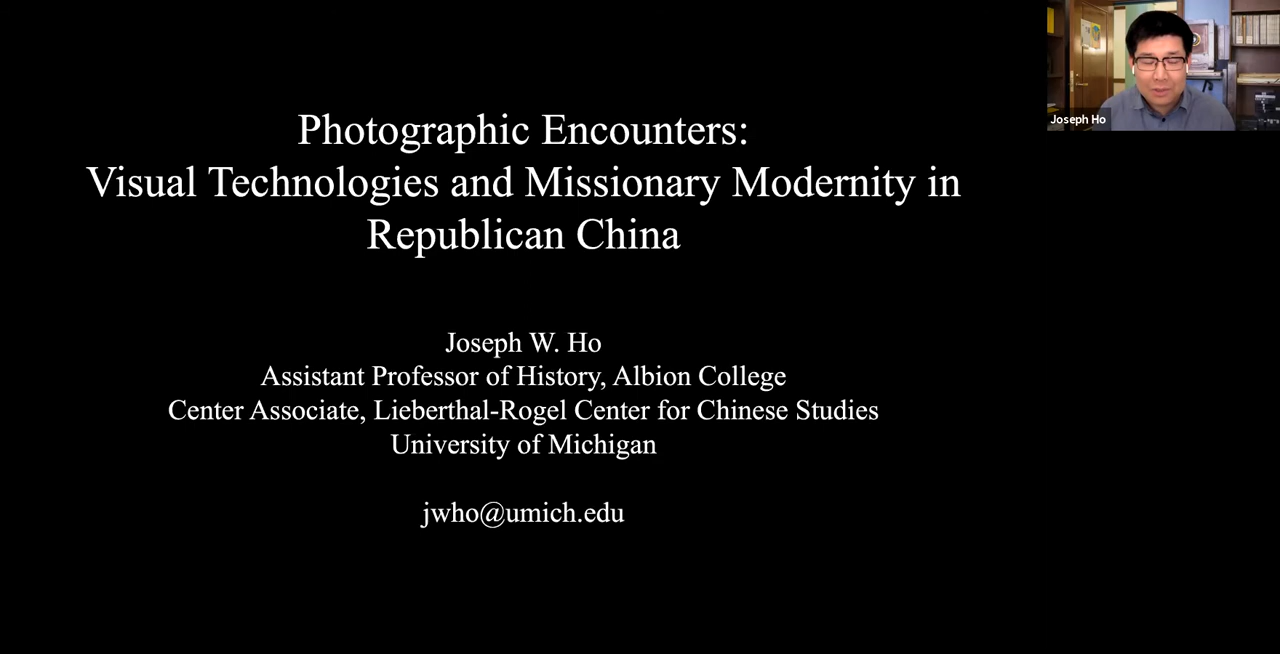 Photographic Encounters:
Visual Technologies and Missionary Modernity in
Republican China
Joseph W. Ho
Assistant Professor of History, Albion College
Center Associate, Lieberthal-Rogel Center for Chinese Studies
University of Michigan
jwho@umich.edu
Joseph Ho